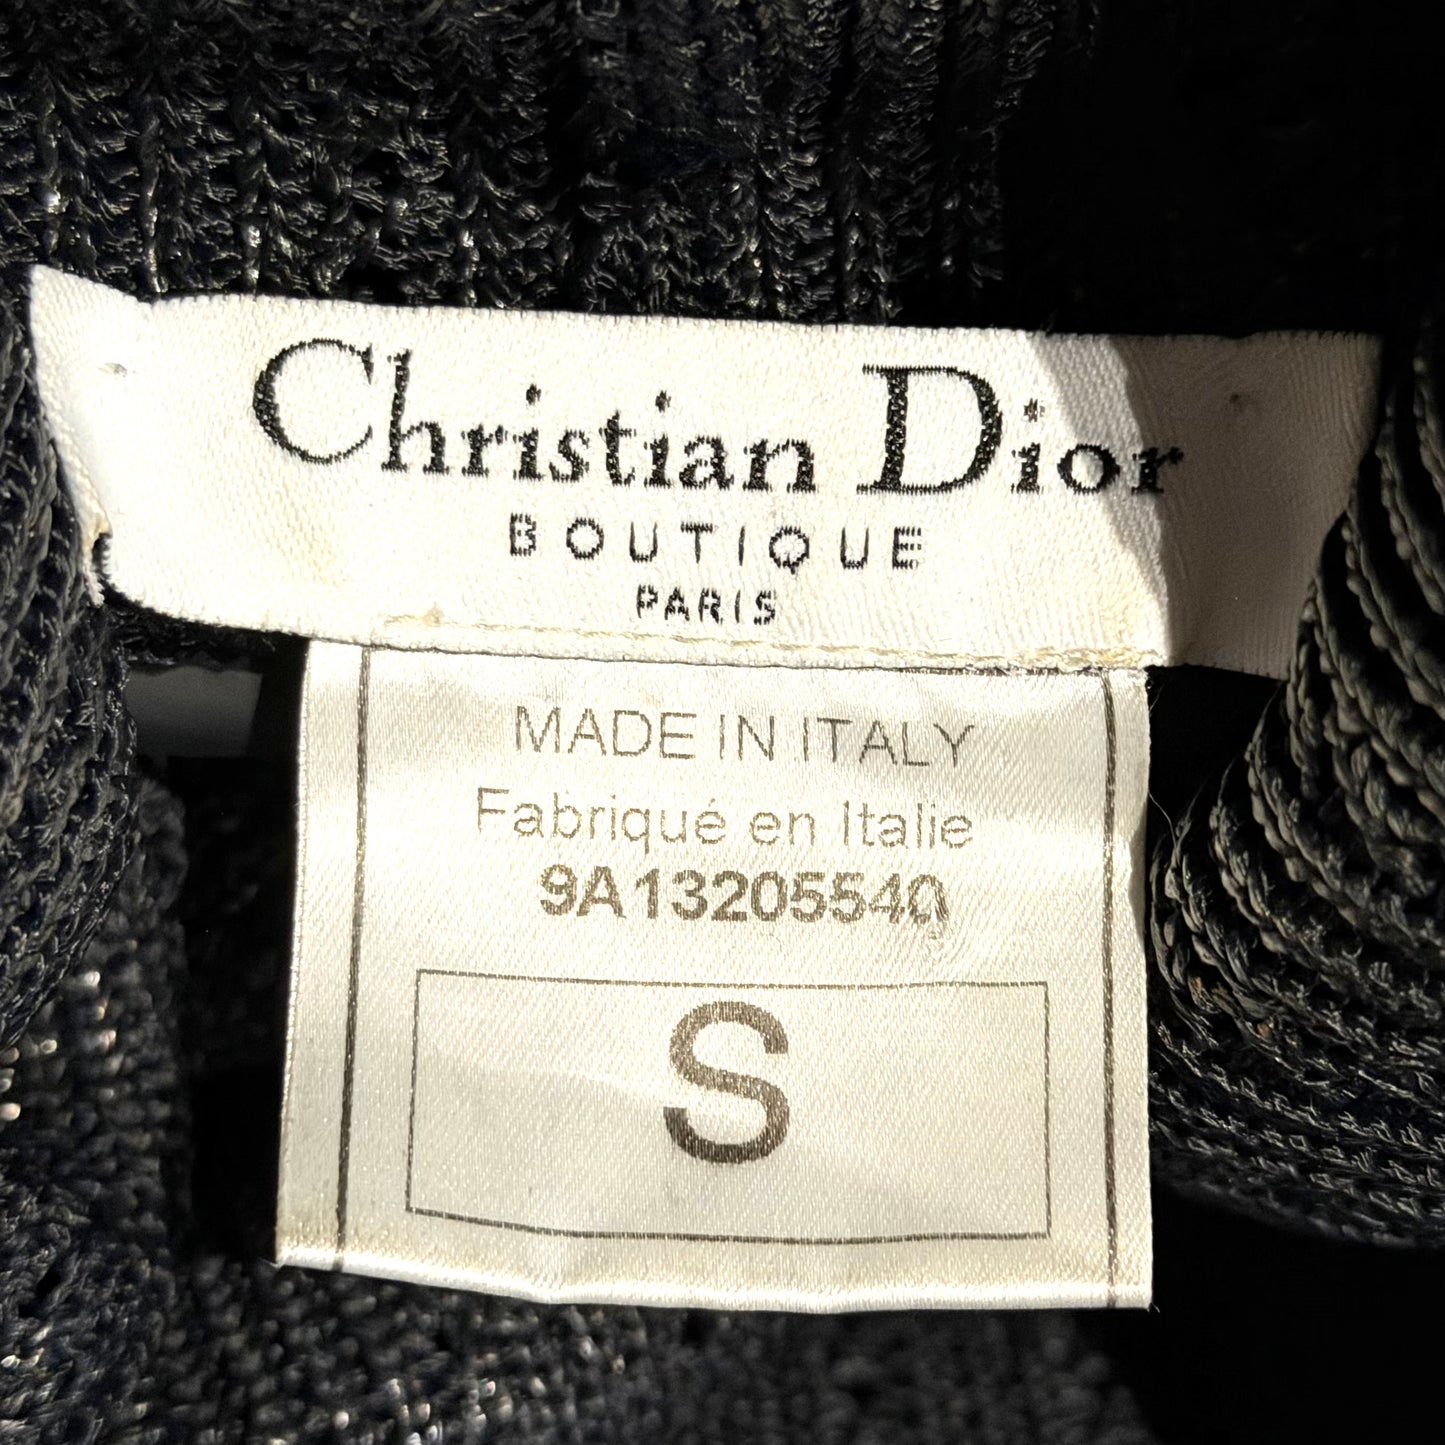 Christian Dior
BOUTIQUE
PARIS
MADE IN ITALY
Fabriqué en Italie
9A13205540
S